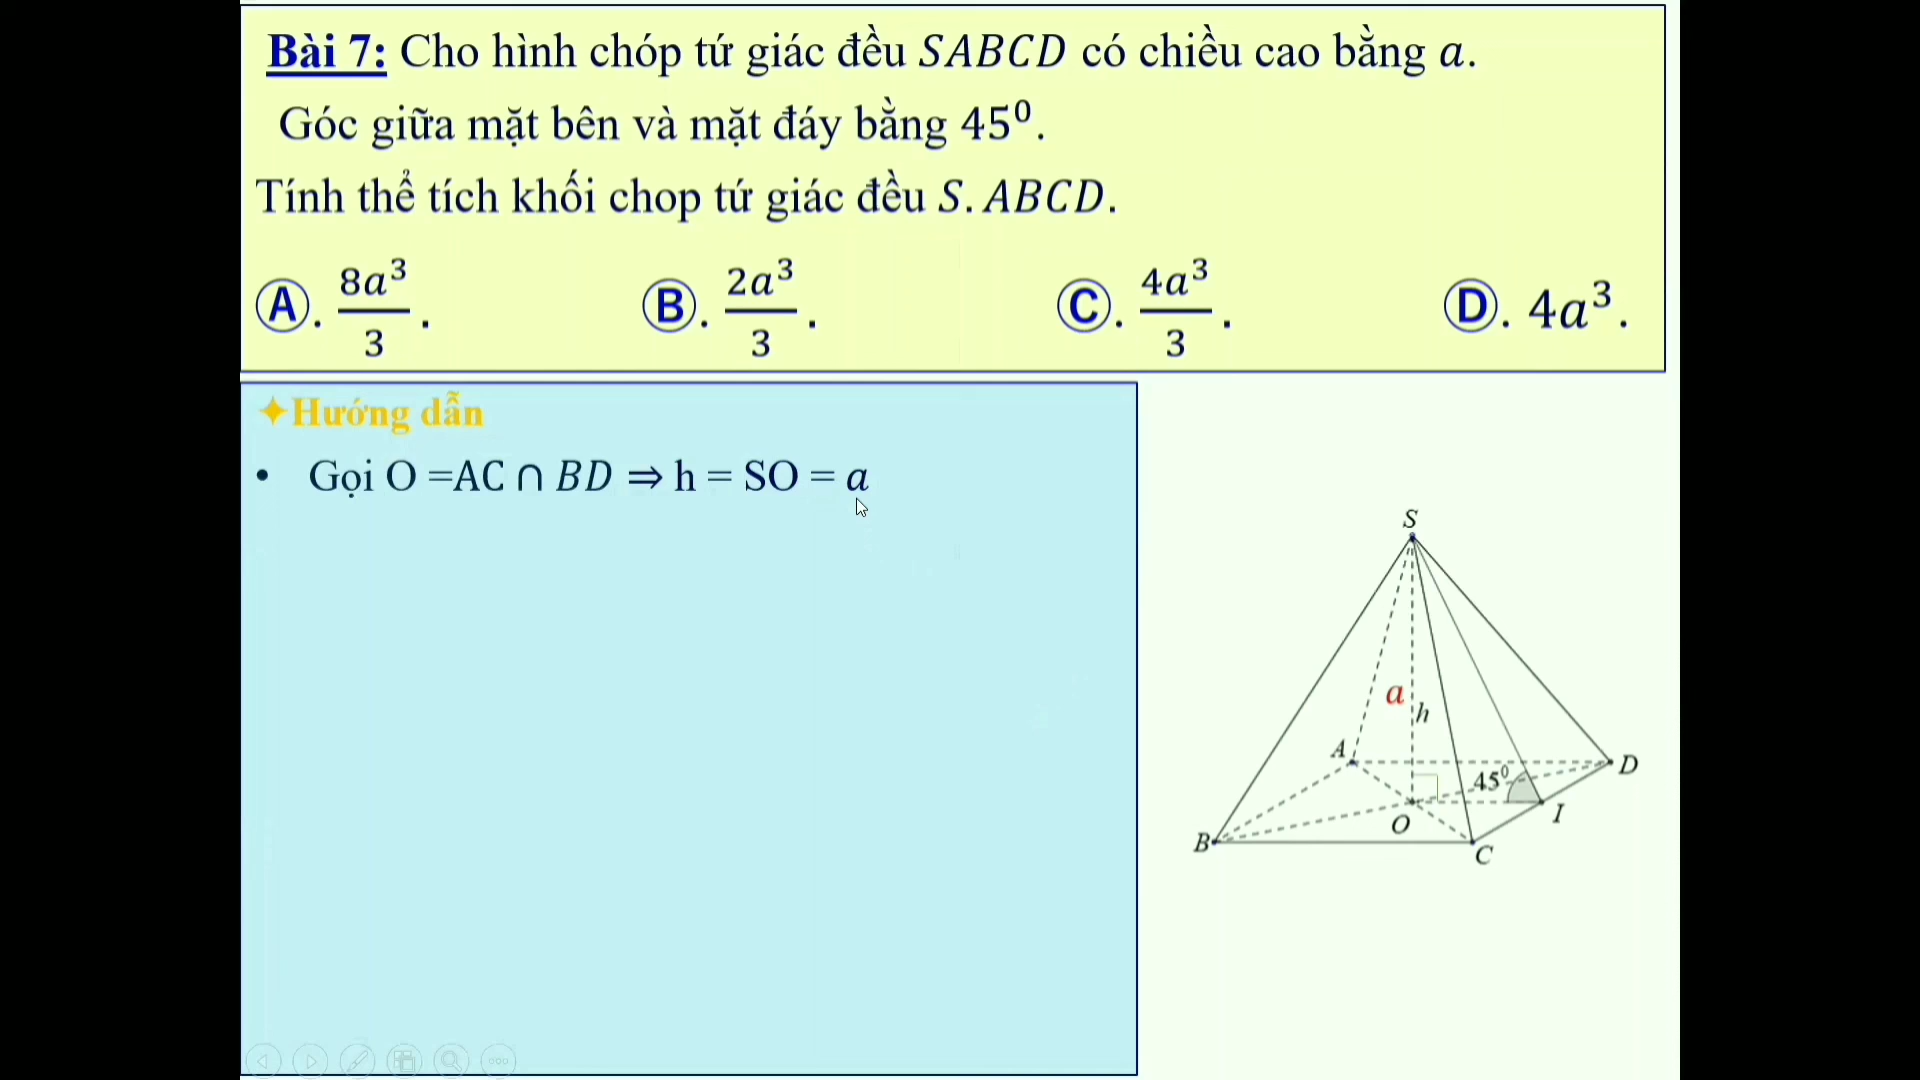 Bài 7: Cho hình chóp tứ giác đều SABCD có chiều cao bằng a.
Góc giữa mặt bên và mặt đáy bằng 45⁰.
Tính thể tích khối chop tứ giác đều S.ABCD.
Ⓐ. 8a³/3. Ⓑ. 2a³/3. Ⓒ. 4a³/3. Ⓓ. 4a³.
✦Hướng dẫn
• Gọi O =AC ∩ BD ⇒ h = SO = a
S
a
h
A
45⁰
D
O
I
B
C